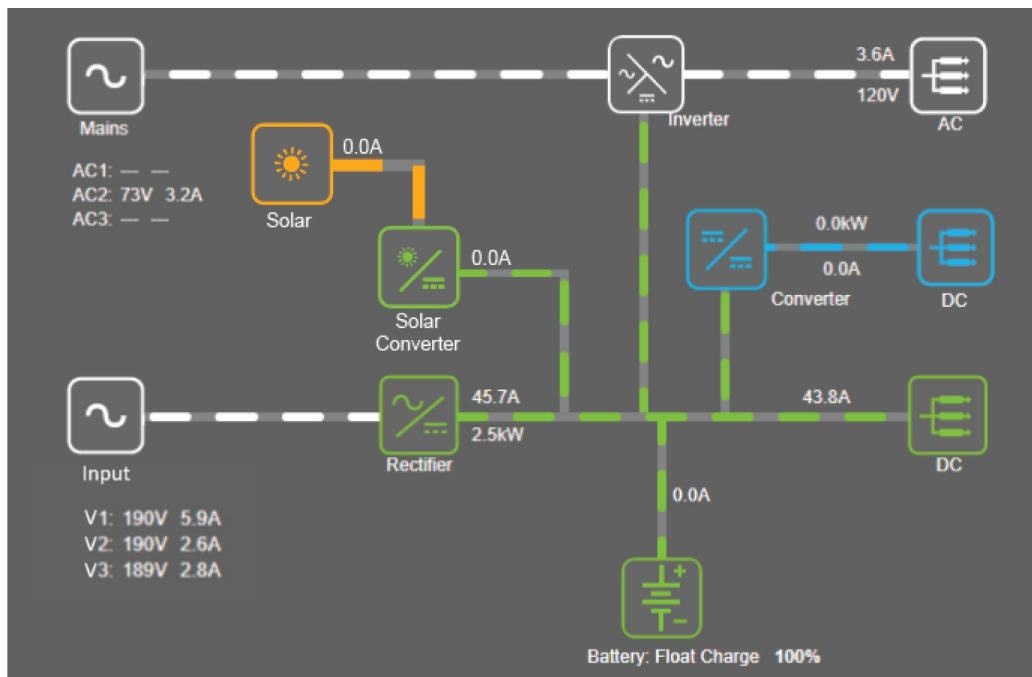 Mains
AC1: — —
AC2: 73V 3.2A
AC3: — —
Inverter
3.6A
120V
AC
0.0A
Solar
0.0A
Solar
Converter
0.0kW
0.0A
Converter
DC
Input
V1: 190V 5.9A
V2: 190V 2.6A
V3: 189V 2.8A
45.7A
2.5kW
Rectifier
43.8A
DC
0.0A
+
−
Battery: Float Charge 100%